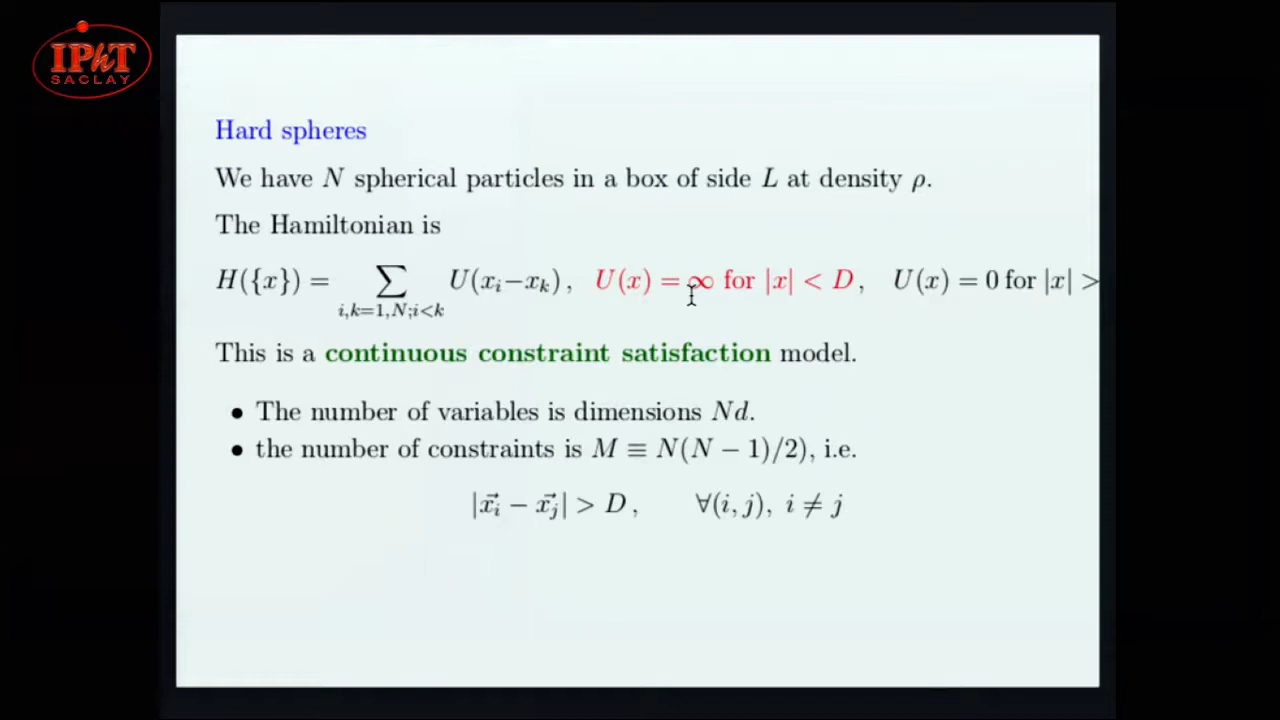 IPhT
SACLAY
Hard spheres
We have N spherical particles in a box of side L at density ρ.
The Hamiltonian is
H({x}) = ∑ U(x_i−x_k), U(x) = ∞ for |x| < D, U(x) = 0 for |x| >
i,k=1,N;i<k
This is a continuous constraint satisfaction model.
• The number of variables is dimensions Nd.
• the number of constraints is M ≡ N(N − 1)/2), i.e.
|x⃗_i − x⃗_j| > D, ∀(i, j), i ≠ j